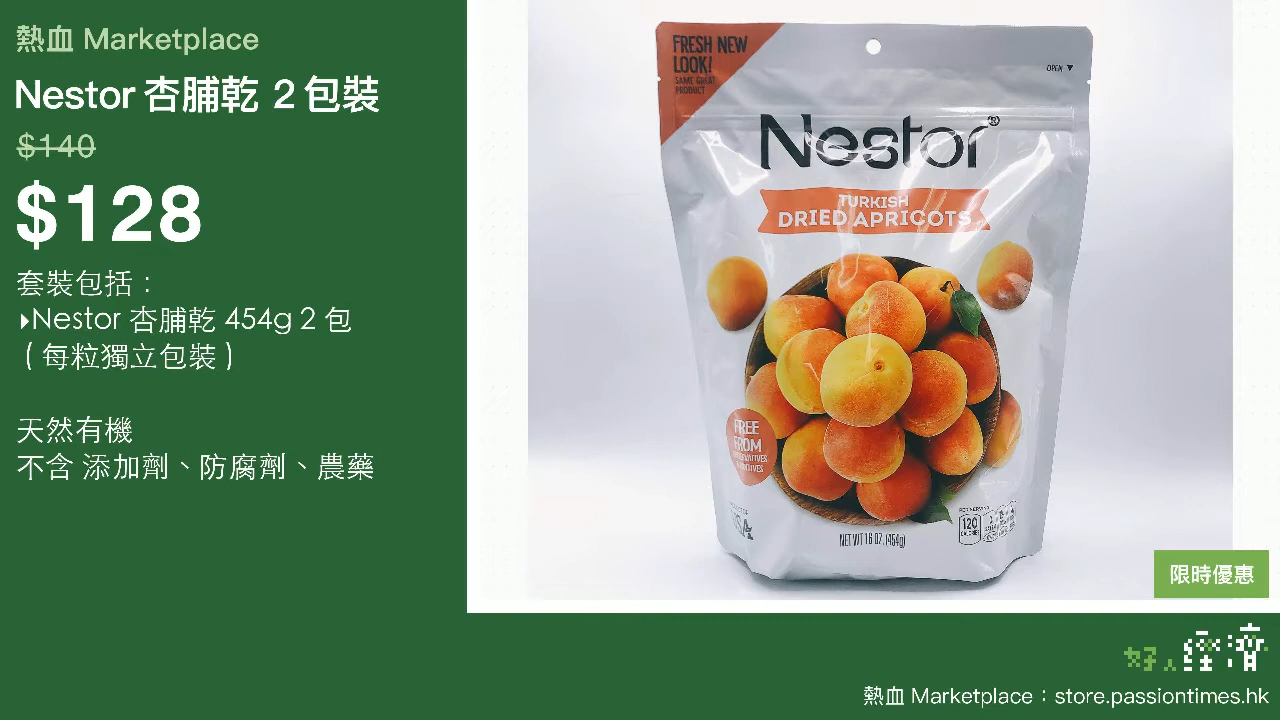 熱血 Marketplace
Nestor 杏脯乾 2 包裝
$140
$128
套裝包括：
Nestor 杏脯乾 454g 2 包
( 每粒獨立包裝 )
天然有機
不含 添加劑、防腐劑、農藥
FRESH NEW
LOOK!
SAME GREAT
PRODUCT
OPEN ▼
Nestor®
TURKISH
DRIED APRICOTS
FREE
FROM
NET WT 16 OZ. (454g)
120
限時優惠
好人經濟
熱血 Marketplace：store.passiontimes.hk